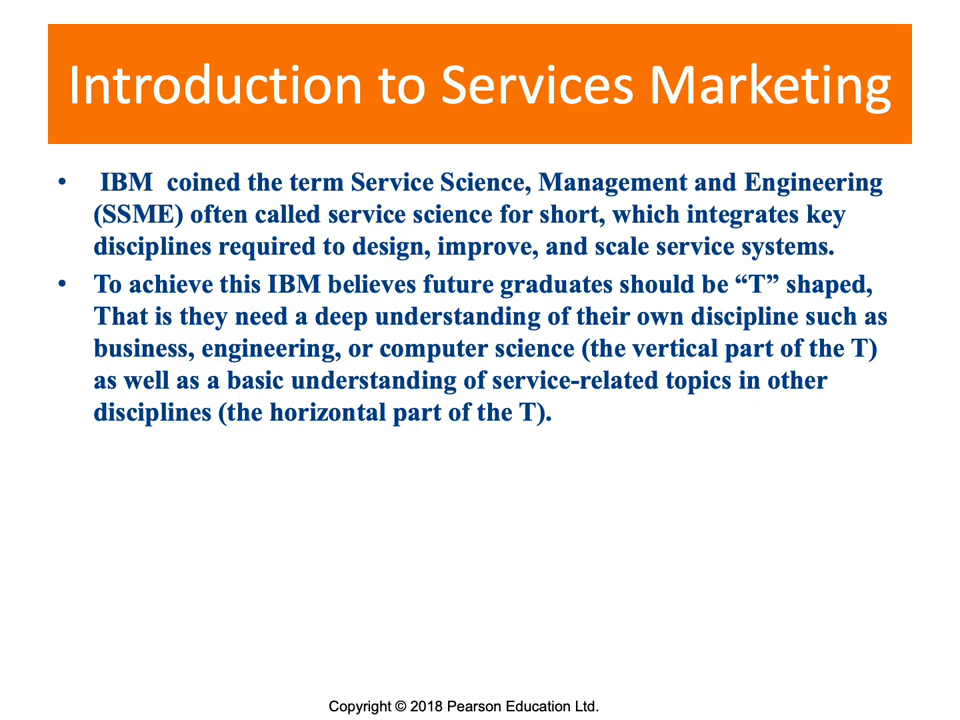 Introduction to Services Marketing
• IBM  coined the term Service Science, Management and Engineering
(SSME) often called service science for short, which integrates key
disciplines required to design, improve, and scale service systems.
• To achieve this IBM believes future graduates should be “T” shaped,
That is they need a deep understanding of their own discipline such as
business, engineering, or computer science (the vertical part of the T)
as well as a basic understanding of service-related topics in other
disciplines (the horizontal part of the T).
Copyright © 2018 Pearson Education Ltd.